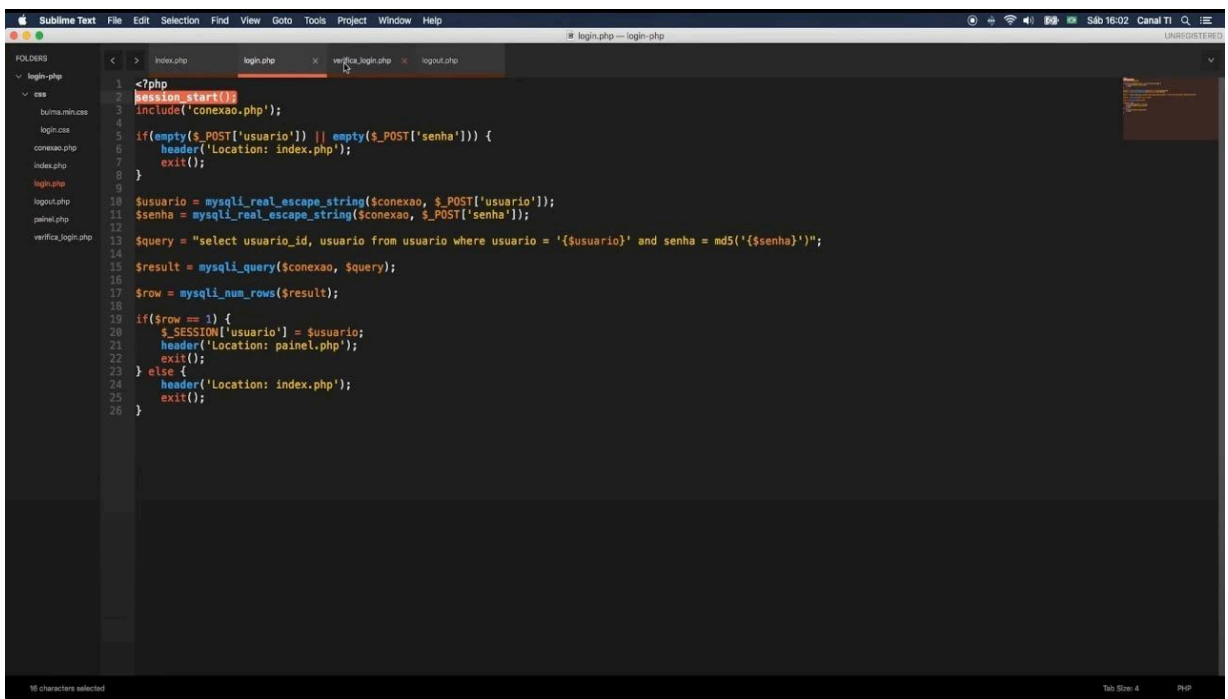 Sublime Text File Edit Selection Find View Goto Tools Project Window Help Sáb 16:02 Canal TI
login.php — login-php UNREGISTERED
FOLDERS
login-php
css
bulma.min.css
login.css
conexao.php
index.php
login.php
logout.php
painel.php
verifica_login.php
index.php login.php verifica_login.php logout.php
1 <?php
2 session_start();
3 include('conexao.php');
4
5 if(empty($_POST['usuario']) || empty($_POST['senha'])) {
6     header('Location: index.php');
7     exit();
8 }
9
10 $usuario = mysqli_real_escape_string($conexao, $_POST['usuario']);
11 $senha = mysqli_real_escape_string($conexao, $_POST['senha']);
12
13 $query = "select usuario_id, usuario from usuario where usuario = '{$usuario}' and senha = md5('{$senha}')";
14
15 $result = mysqli_query($conexao, $query);
16
17 $row = mysqli_num_rows($result);
18
19 if($row == 1) {
20     $_SESSION['usuario'] = $usuario;
21     header('Location: painel.php');
22     exit();
23 } else {
24     header('Location: index.php');
25     exit();
26 }
16 characters selected Tab Size: 4 PHP